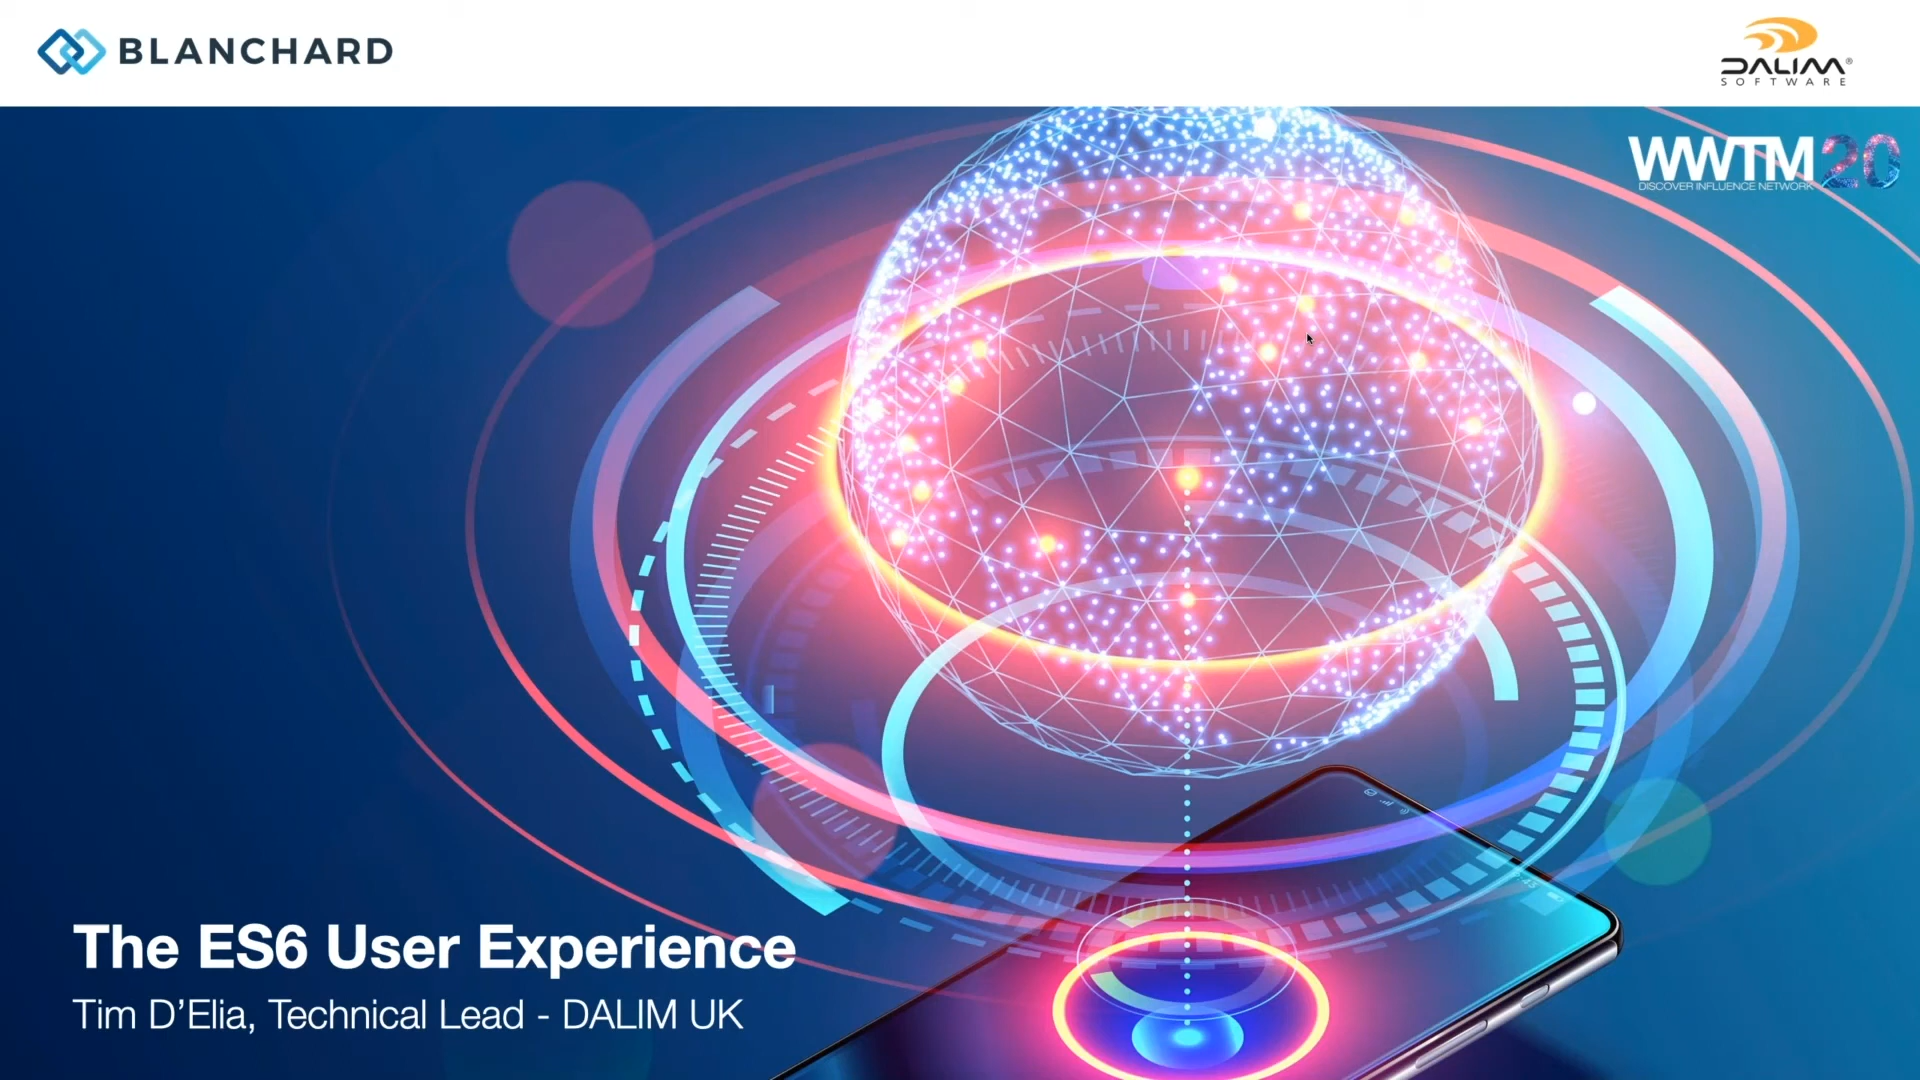 BLANCHARD
DALIM®
SOFTWARE
WWTM20
DISCOVER INFLUENCE NETWORK
The ES6 User Experience
Tim D’Elia, Technical Lead - DALIM UK